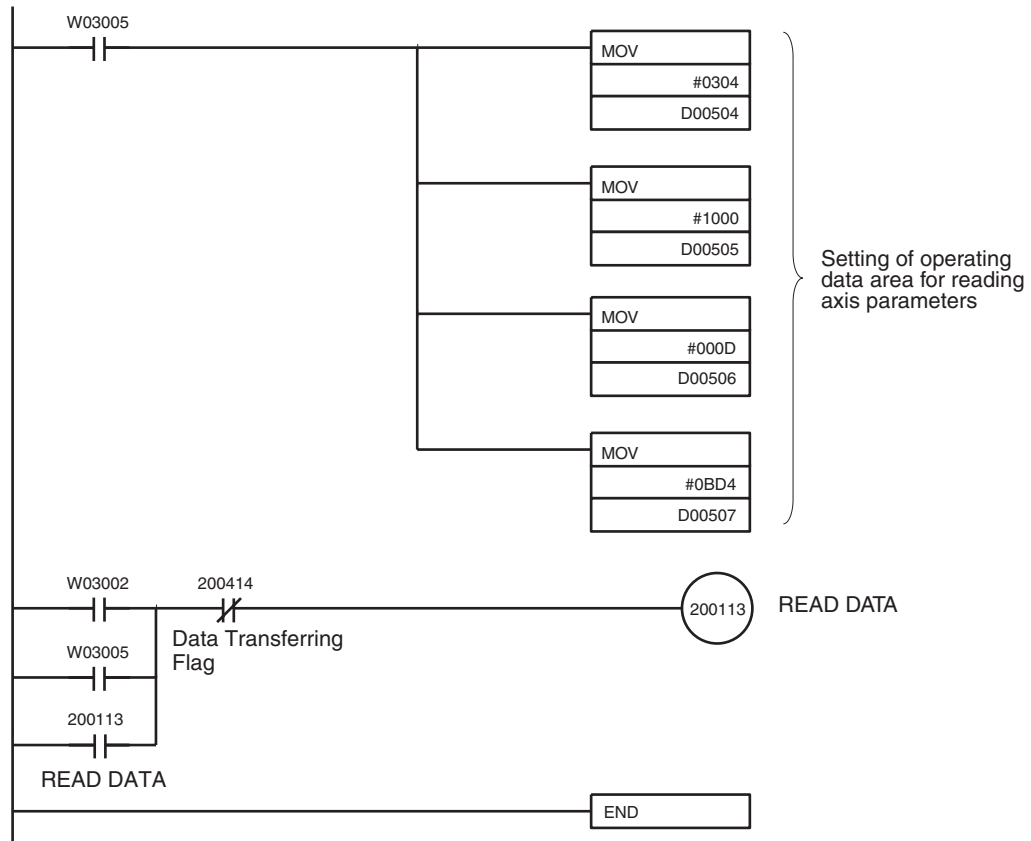 W03005
MOV
#0304
D00504
MOV
#1000
D00505
Setting of operating
data area for reading
axis parameters
MOV
#000D
D00506
MOV
#0BD4
D00507
W03002
200414
200113
READ DATA
Data Transferring
Flag
W03005
200113
READ DATA
END